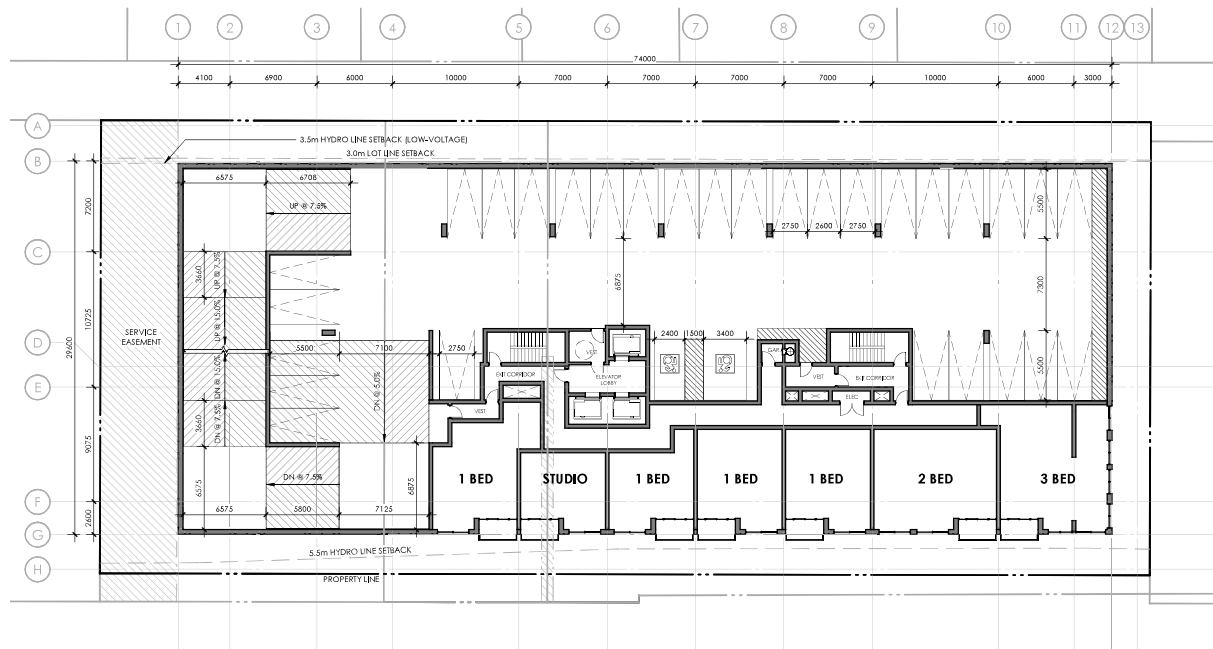 1 2 3 4 5 6 7 8 9 10 11 12 13
74000
4100 6900 6000 10000 7000 7000 7000 7000 10000 6000 3000
A
3.5m HYDRO LINE SETBACK (LOW-VOLTAGE)
3.0m LOT LINE SETBACK
B
6575 6708
7200
UP @ 7.5%
5500
2750 2600 2750
C
3660
UP @ 7.5%
6875
7300
10725
UP @ 15.0%
SERVICE
EASEMENT
D
29600
2400 1500 3400
VEST
GAR.
5500 7100 2750
DN @ 15.0%
DN @ 5.0%
5500
EXIT CORRIDOR
ELEVATOR
LOBBY
VEST
EXIT CORRIDOR
E
ELEC
VEST
3660
DN @ 7.5%
9075
6575
6875
DN @ 7.5%
1 BED STUDIO 1 BED 1 BED 1 BED 2 BED 3 BED
F
6575 5800 7125
2600
G
5.5m HYDRO LINE SETBACK
H
PROPERTY LINE